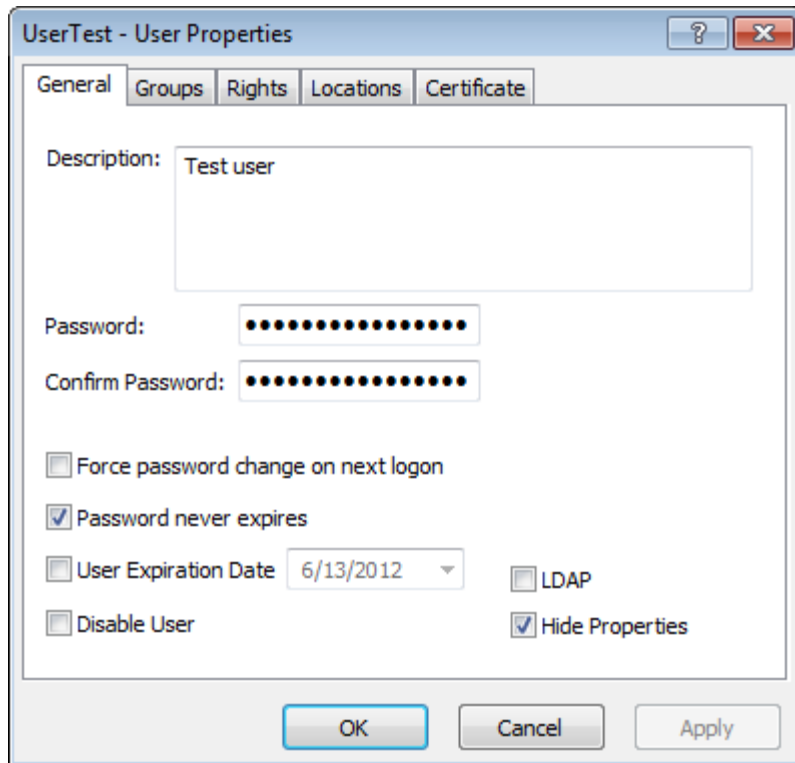 UserTest - User Properties
General Groups Rights Locations Certificate
Description: Test user
Password: ••••••••••••••••
Confirm Password: ••••••••••••••••
Force password change on next logon
Password never expires
User Expiration Date 6/13/2012
LDAP
Disable User
Hide Properties
OK Cancel Apply